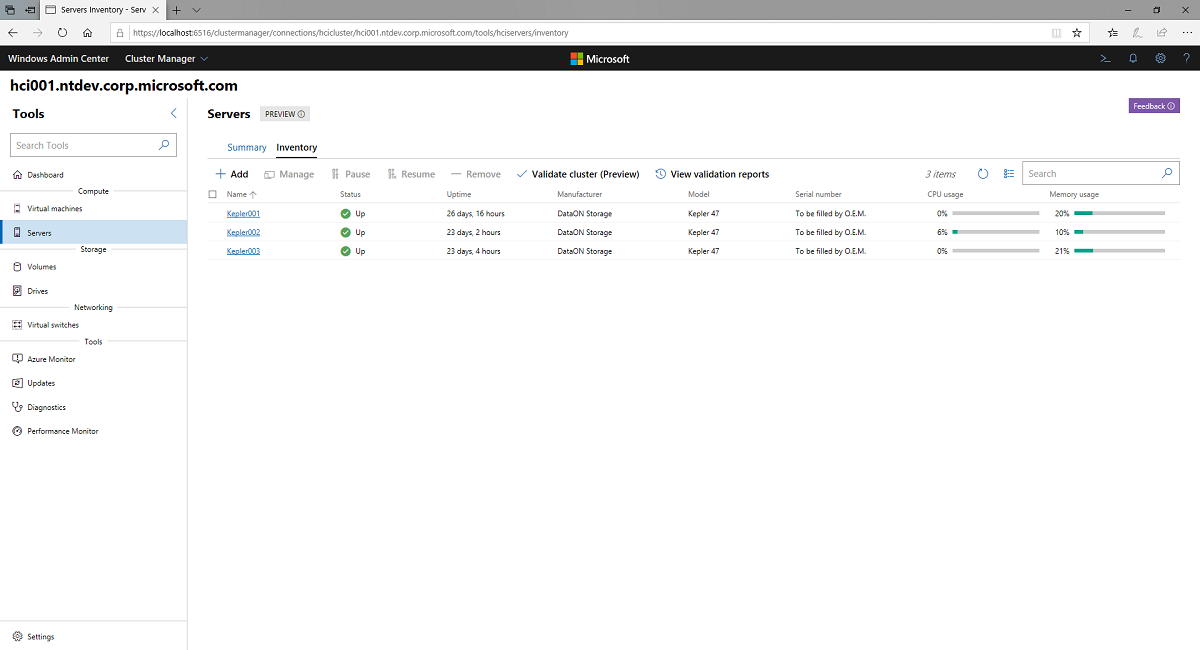 Servers Inventory - Serv
https://localhost:6516/clustermanager/connections/hcicluster/hci001.ntdev.corp.microsoft.com/tools/hciservers/inventory
Windows Admin Center Cluster Manager Microsoft
hci001.ntdev.corp.microsoft.com
Tools
Search Tools
Dashboard
Compute
Virtual machines
Servers
Storage
Volumes
Drives
Networking
Virtual switches
Tools
Azure Monitor
Updates
Diagnostics
Performance Monitor
Settings
Servers PREVIEW Feedback
Summary Inventory
Add Manage Pause Resume Remove Validate cluster (Preview) View validation reports 3 items Search
Name Status Uptime Manufacturer Model Serial number CPU usage Memory usage
Kepler001 Up 26 days, 16 hours DataON Storage Kepler 47 To be filled by O.E.M. 0% 20%
Kepler002 Up 23 days, 2 hours DataON Storage Kepler 47 To be filled by O.E.M. 6% 10%
Kepler003 Up 23 days, 4 hours DataON Storage Kepler 47 To be filled by O.E.M. 0% 21%